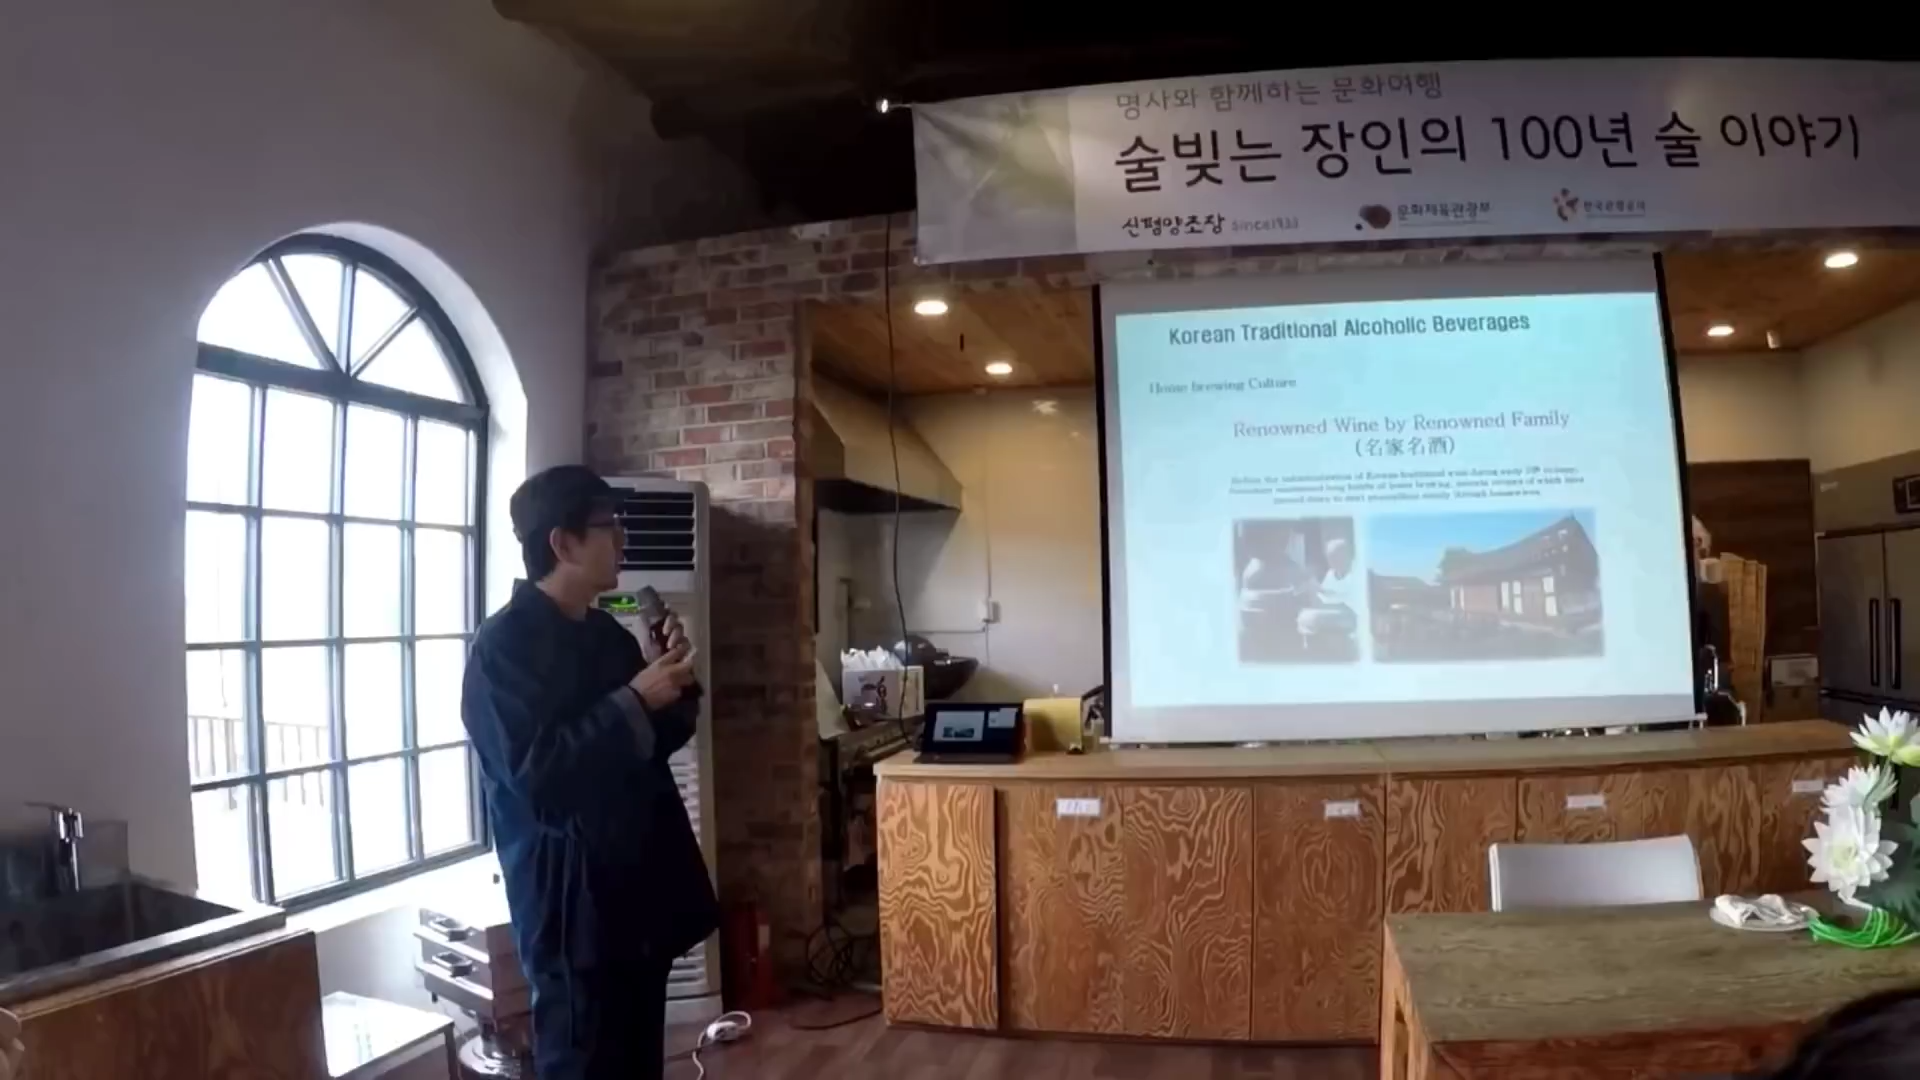 명사와 함께하는 문화여행
술빚는 장인의 100년 술 이야기
신평양조장 Since1933
문화체육관광부
한국관광공사
Korean Traditional Alcoholic Beverages
Home brewing Culture
Renowned Wine by Renowned Family
(名家名酒)